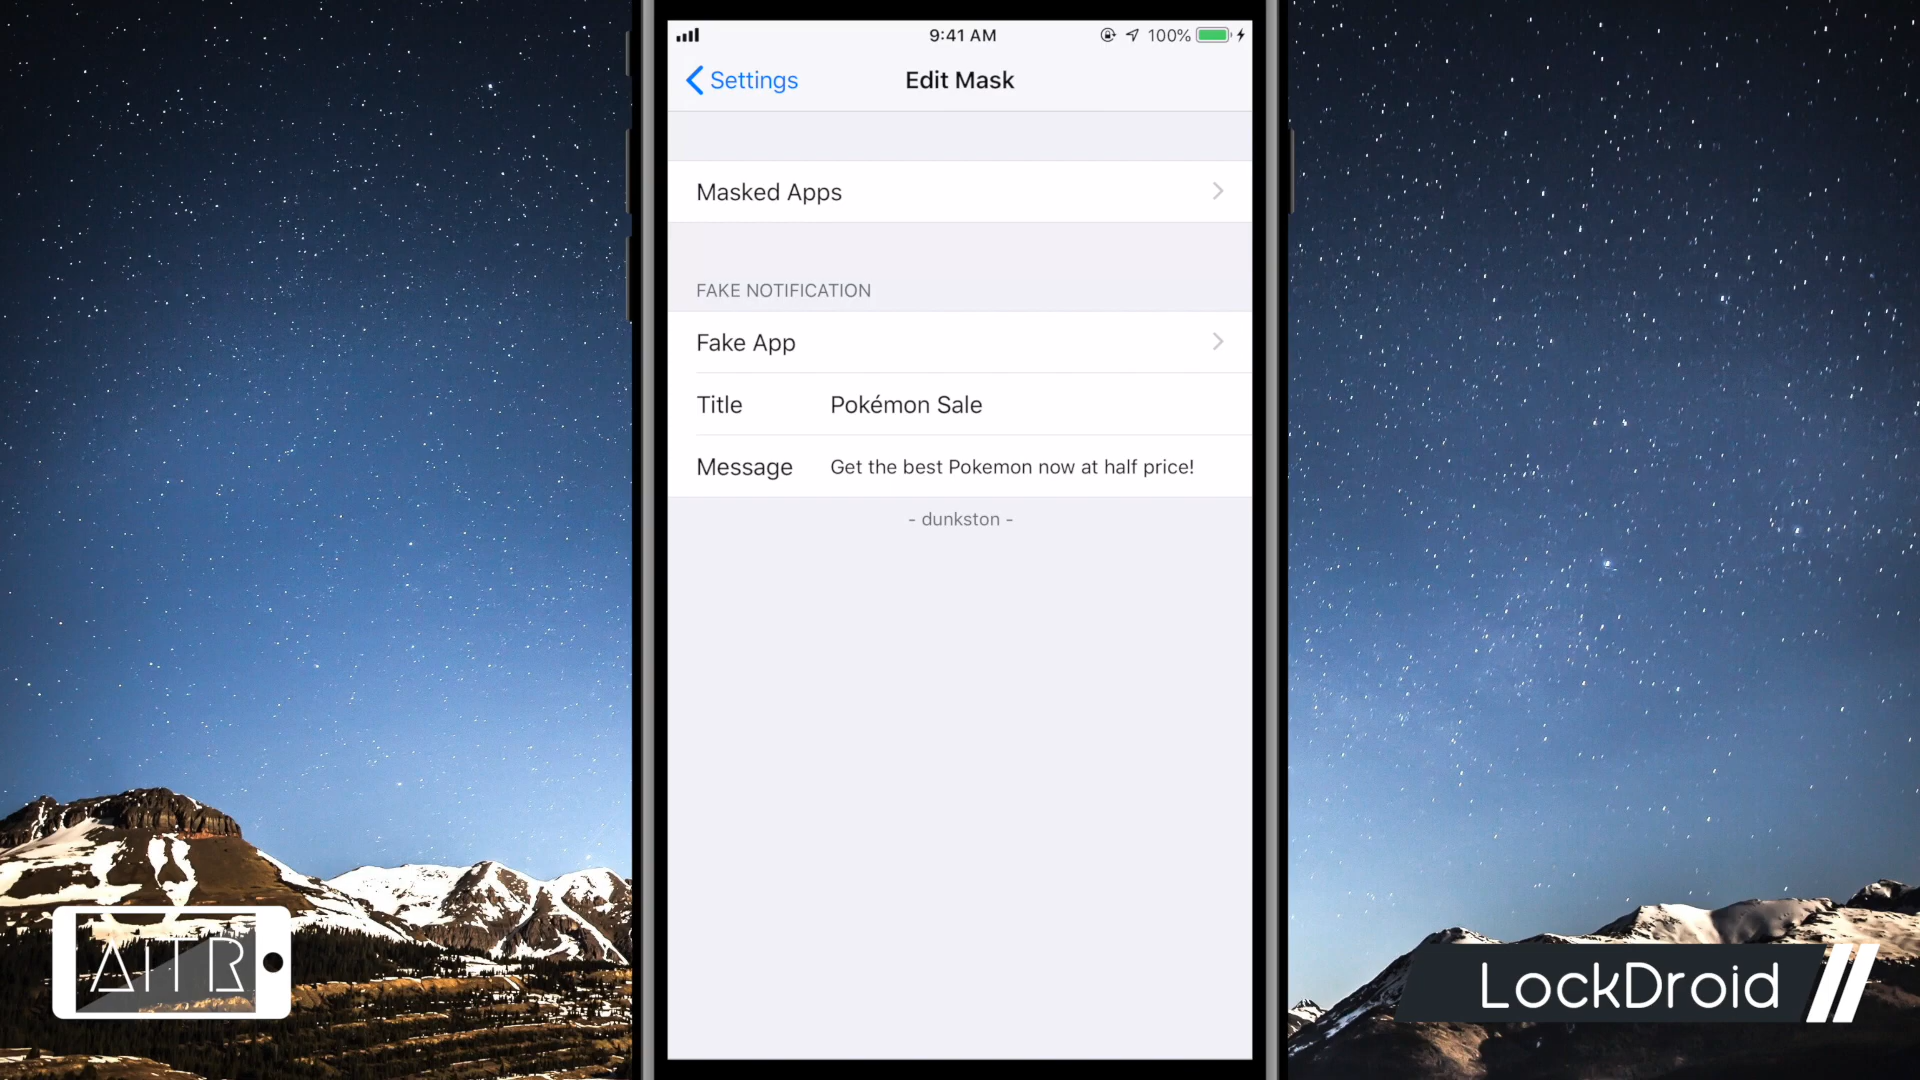 9:41 AM
100%
Settings
Edit Mask
Masked Apps
FAKE NOTIFICATION
Fake App
Title Pokémon Sale
Message Get the best Pokemon now at half price!
- dunkston -
AiTR
LockDroid